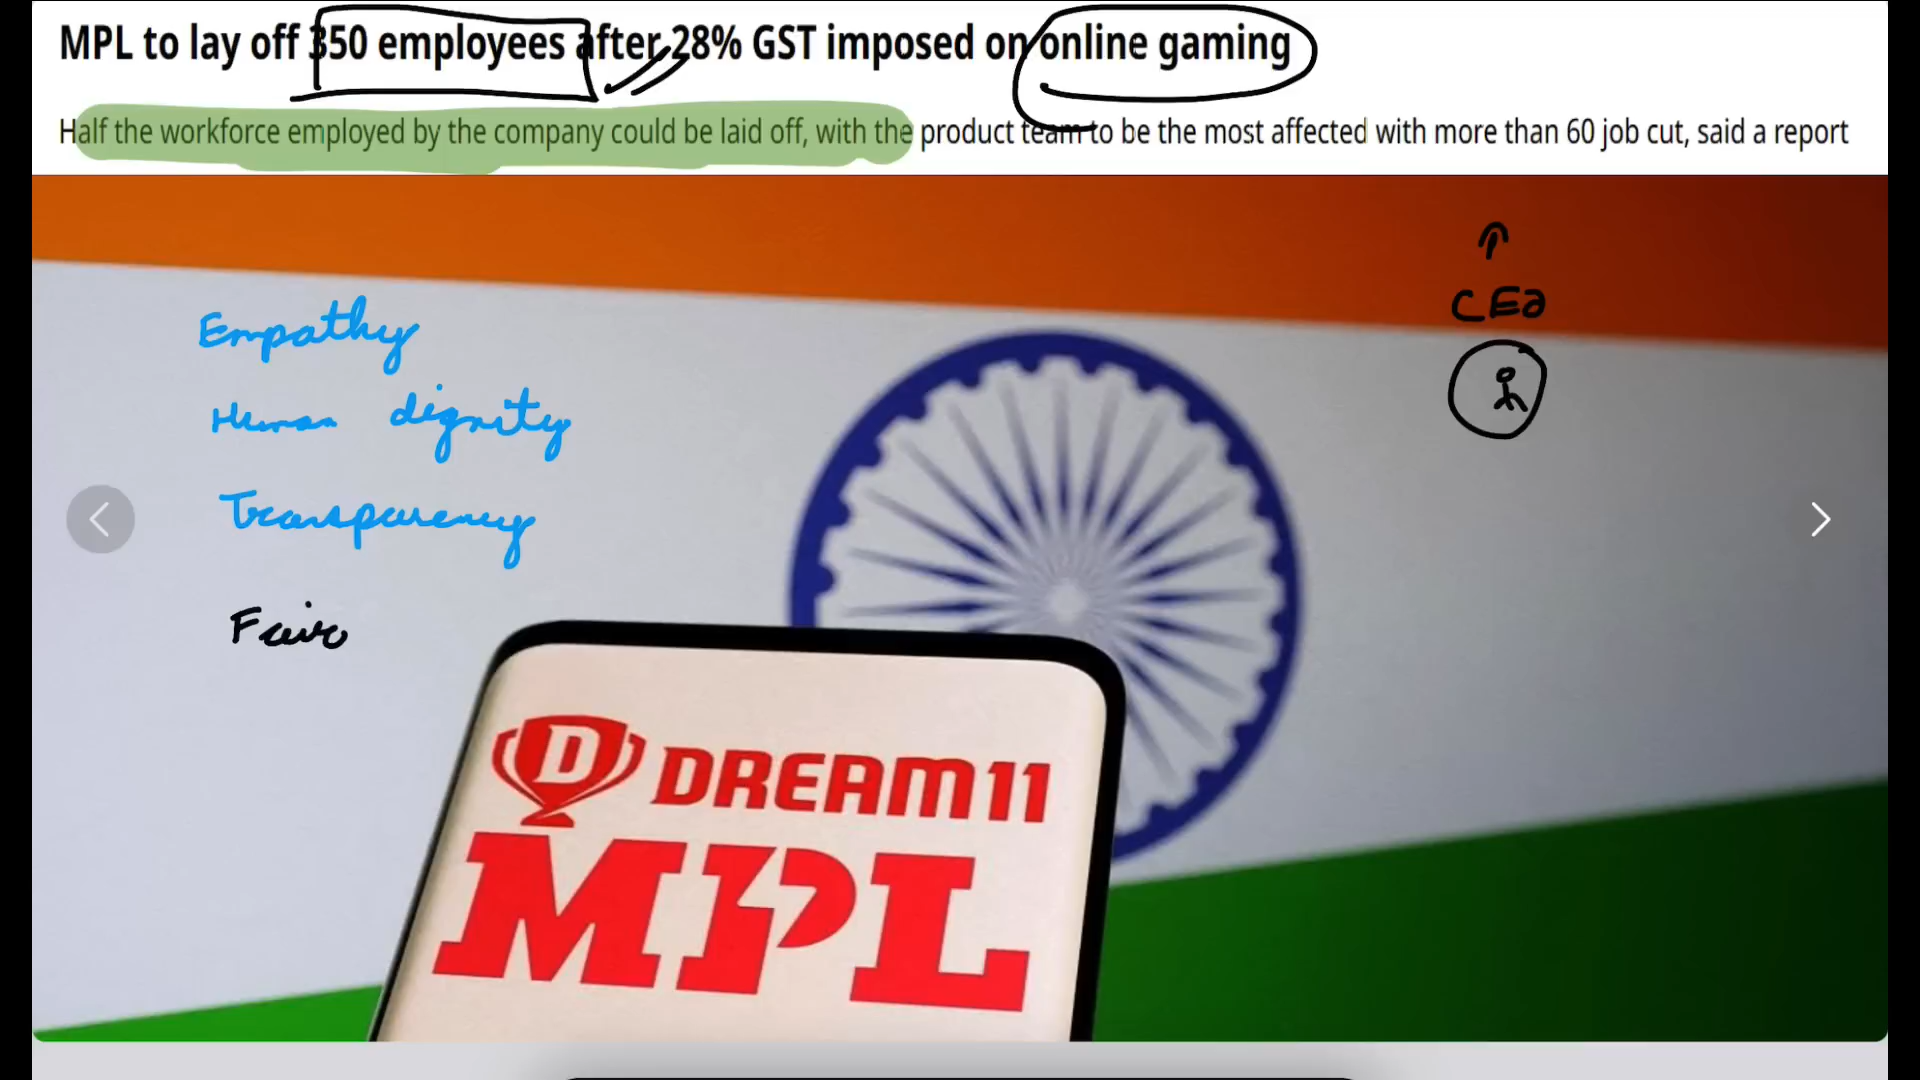 MPL to lay off 350 employees after 28% GST imposed on online gaming
Half the workforce employed by the company could be laid off, with the product team to be the most affected with more than 60 job cut, said a report
CEO
Empathy
Human dignity
Transparency
Fair
D DREAM11
MPL